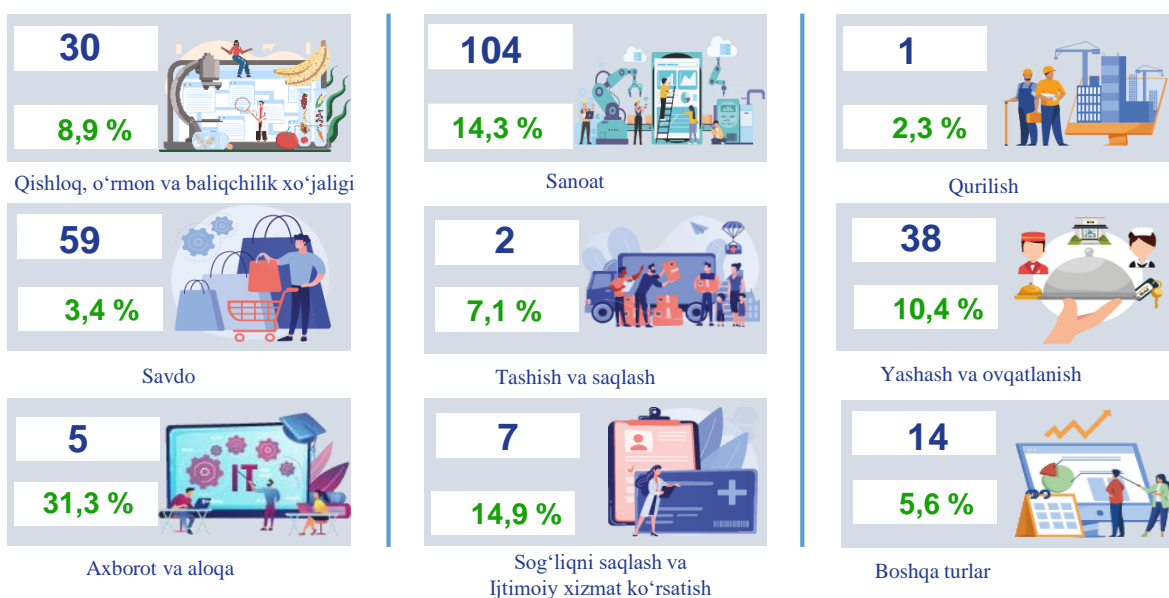 30
8,9 %
Qishloq, oʻrmon va baliqchilik xoʻjaligi
104
14,3 %
Sanoat
1
2,3 %
Qurilish
59
3,4 %
Savdo
2
7,1 %
Tashish va saqlash
38
10,4 %
Yashash va ovqatlanish
5
31,3 %
IT
Axborot va aloqa
7
14,9 %
Sogʻliqni saqlash va
Ijtimoiy xizmat koʻrsatish
14
5,6 %
Boshqa turlar